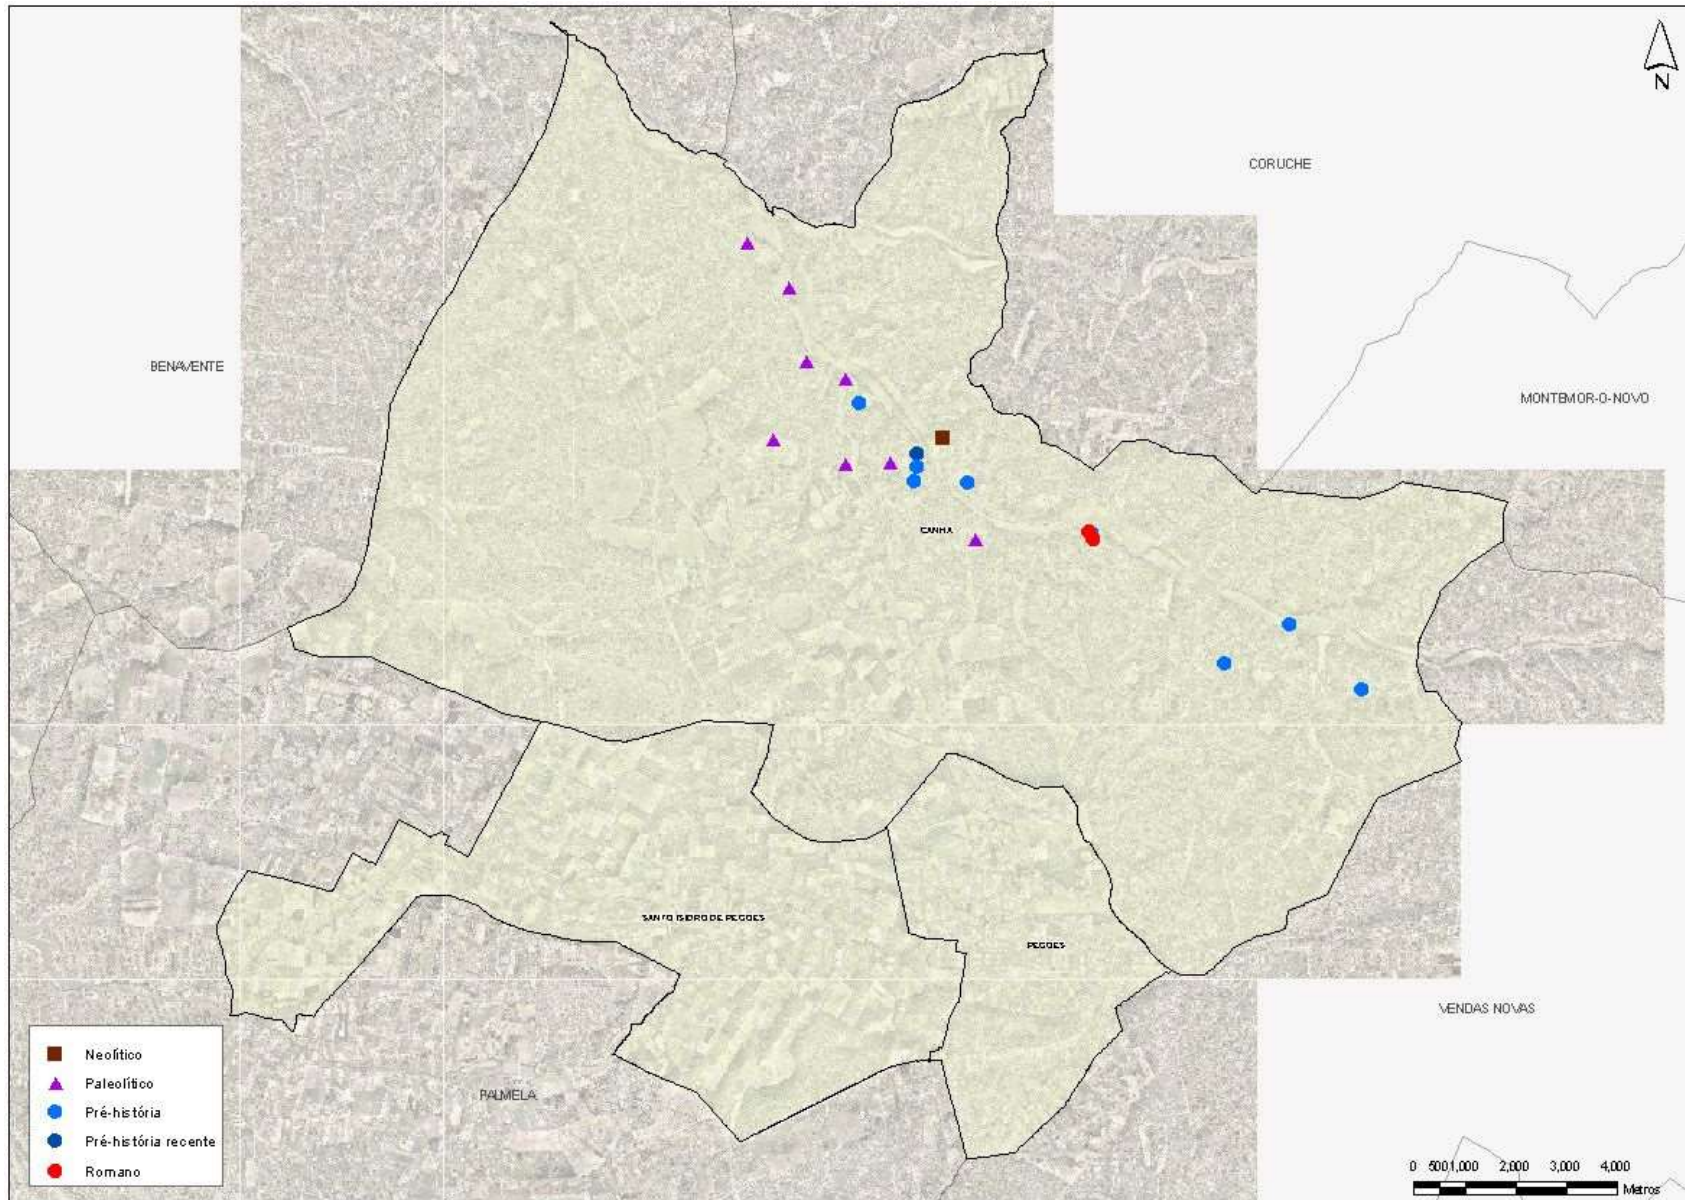 N
CORUCHE
BENAVENTE
MONTEMOR-O-NOVO
CANHA
SANTO ISIDRO DE PEGÕES
PEGÕES
VENDAS NOVAS
PALMELA
Neolítico
Paleolítico
Pré-história
Pré-história recente
Romano
0 500 1,000 2,000 3,000 4,000
Metros